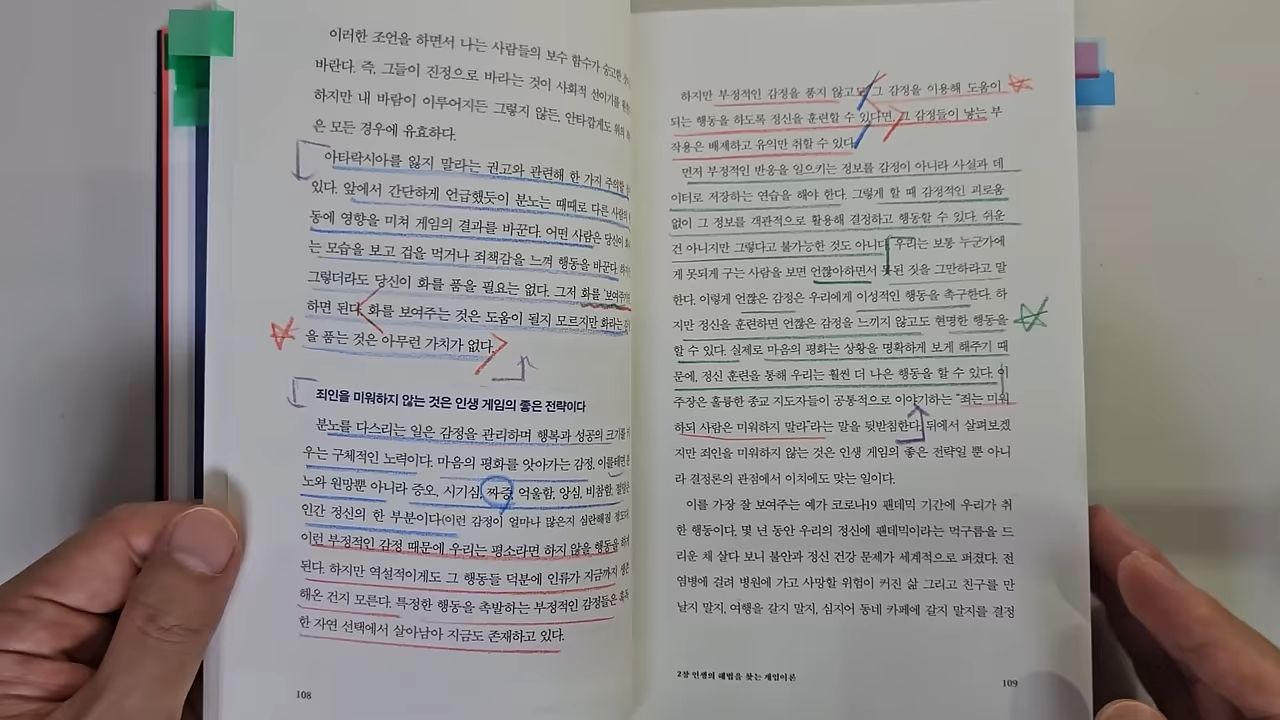 이러한 조언을 하면서 나는 사람들의 보수 함수가 숭고한
바란다. 즉, 그들이 진정으로 바라는 것이 사회적 선이기를
하지만 내 바람이 이루어지든 그렇지 않든, 안타깝게도 위의
은 모든 경우에 유효하다.
아타락시아를 잃지 말라는 권고와 관련해 한 가지 주의할
있다. 앞에서 간단하게 언급했듯이 분노는 때때로 다른 사람의
동에 영향을 미쳐 게임의 결과를 바꾼다. 어떤 사람은 당신이
는 모습을 보고 겁을 먹거나 죄책감을 느껴 행동을 바꾼다.
그렇더라도 당신이 화를 품을 필요는 없다. 그저 화를 '보여주기'
하면 된다. 화를 보여주는 것은 도움이 될지 모르지만 화라는
을 품는 것은 아무런 가치가 없다.
죄인을 미워하지 않는 것은 인생 게임의 좋은 전략이다
분노를 다스리는 일은 감정을 관리하며 행복과 성공의 크기를
우는 구체적인 노력이다. 마음의 평화를 앗아가는 감정, 이를테면
노와 원망뿐 아니라 증오, 시기심, 짜증, 억울함, 앙심, 비참함, 절망은
인간 정신의 한 부분이다(이런 감정이 얼마나 많은지 심란해질 정도다).
이런 부정적인 감정 때문에 우리는 평소라면 하지 않을 행동을 하게
된다. 하지만 역설적이게도 그 행동들 덕분에 인류가 지금까지 생존
해온 건지 모른다. 특정한 행동을 촉발하는 부정적인 감정들은 혹독
한 자연 선택에서 살아남아 지금도 존재하고 있다.
108
하지만 부정적인 감정을 품지 않고도 그 감정을 이용해 도움이
되는 행동을 하도록 정신을 훈련할 수 있다면, 그 감정들이 낳는 부
작용은 배제하고 유익만 취할 수 있다.
먼저 부정적인 반응을 일으키는 정보를 감정이 아니라 사실과 데
이터로 저장하는 연습을 해야 한다. 그렇게 할 때 감정적인 괴로움
없이 그 정보를 객관적으로 활용해 결정하고 행동할 수 있다. 쉬운
건 아니지만 그렇다고 불가능한 것도 아니다. 우리는 보통 누군가에
게 못되게 구는 사람을 보면 언짢아하면서 못된 짓을 그만하라고 말
한다. 이렇게 언짢은 감정은 우리에게 이성적인 행동을 촉구한다. 하
지만 정신을 훈련하면 언짢은 감정을 느끼지 않고도 현명한 행동을
할 수 있다. 실제로 마음의 평화는 상황을 명확하게 보게 해주기 때
문에, 정신 훈련을 통해 우리는 훨씬 더 나은 행동을 할 수 있다. 이
주장은 훌륭한 종교 지도자들이 공통적으로 이야기하는 “죄는 미워
하되 사람은 미워하지 말라”라는 말을 뒷받침한다. 뒤에서 살펴보겠
지만 죄인을 미워하지 않는 것은 인생 게임의 좋은 전략일 뿐 아니
라 결정론의 관점에서 이치에도 맞는 일이다.
이를 가장 잘 보여주는 예가 코로나19 팬데믹 기간에 우리가 취
한 행동이다. 몇 년 동안 우리의 정신에 팬데믹이라는 먹구름을 드
리운 채 살다 보니 불안과 정신 건강 문제가 세계적으로 퍼졌다. 전
염병에 걸려 병원에 가고 사망할 위험이 커진 삶 그리고 친구를 만
날지 말지, 여행을 갈지 말지, 심지어 동네 카페에 갈지 말지를 결정
2장 인생의 해법을 찾는 게임이론
109